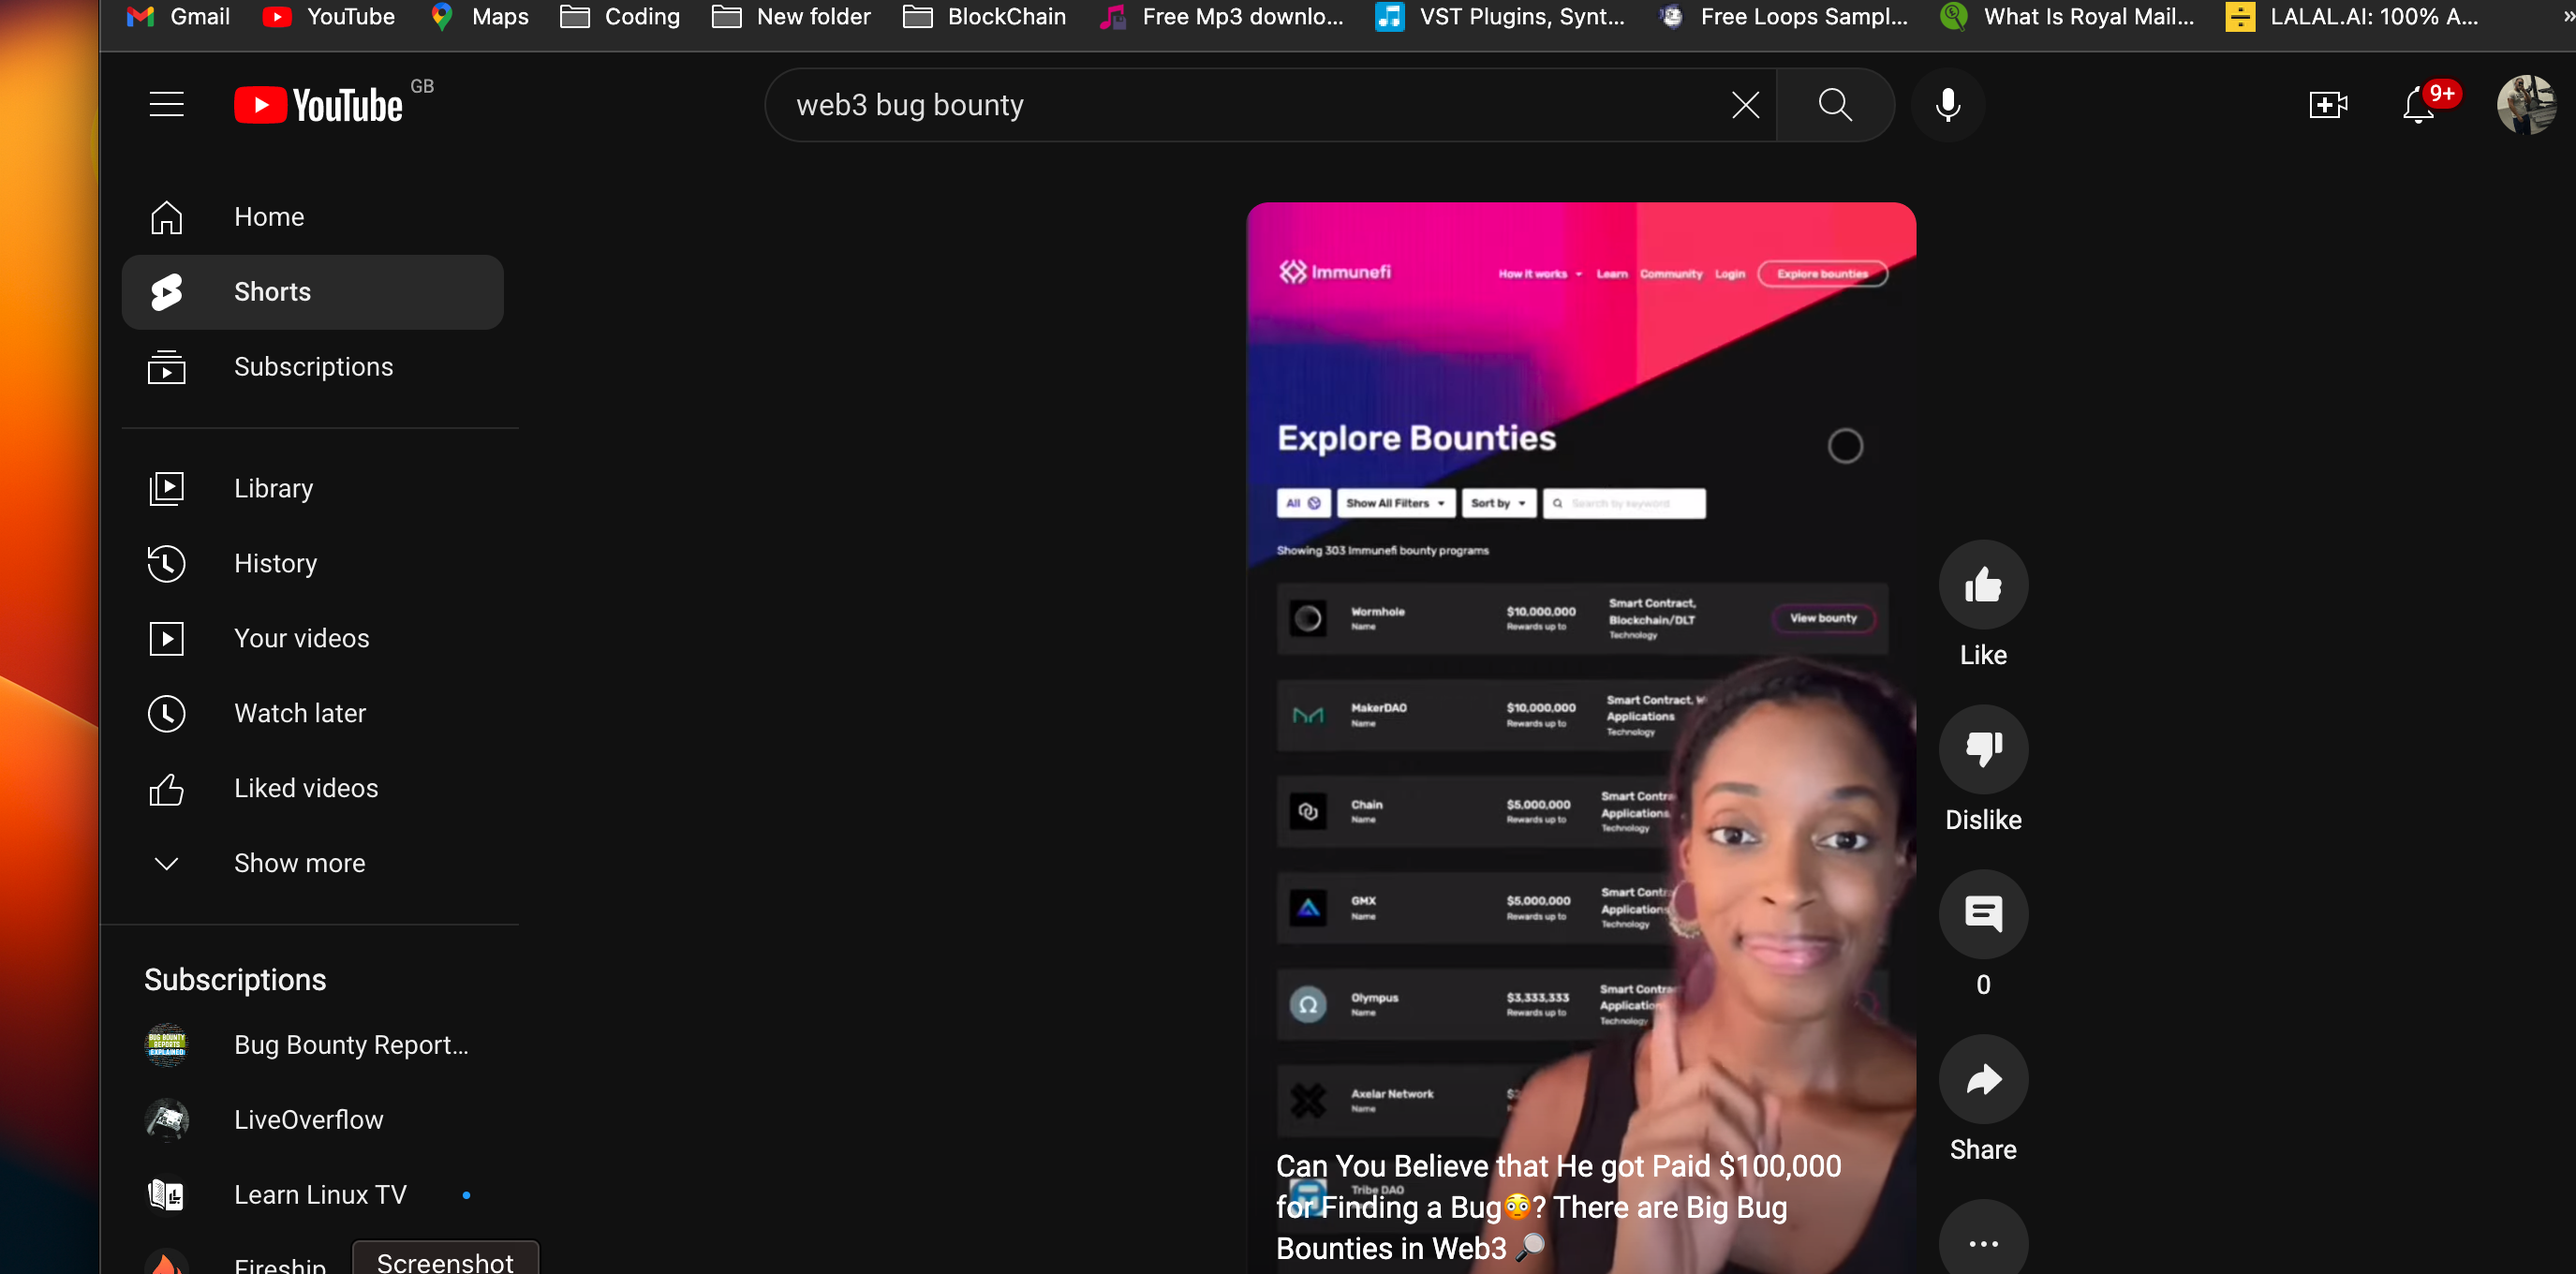 Gmail
YouTube
Maps
Coding
New folder
BlockChain
Free Mp3 downlo...
VST Plugins, Synt...
Free Loops Sampl...
What Is Royal Mail...
LALAL.AI: 100% A...
»
YouTube GB
web3 bug bounty
9+
Home
Shorts
Subscriptions
Library
History
Your videos
Watch later
Liked videos
Show more
Subscriptions
BUG BOUNTY
REPORTS
EXPLAINED
Bug Bounty Report...
LiveOverflow
Learn Linux TV
Fireship
Screenshot
Immunefi
How it works
Learn
Community
Login
Explore bounties
Explore Bounties
All
Show All Filters
Sort by
Search by keyword
Showing 303 Immunefi bounty programs
Wormhole
Name
$10,000,000
Rewards up to
Smart Contract,
Blockchain/DLT
Technology
View bounty
MakerDAO
Name
$10,000,000
Rewards up to
Smart Contract, W
Applications
Technology
Chain
Name
$5,000,000
Rewards up to
Smart Contra
Applications
Technology
GMX
Name
$5,000,000
Rewards up to
Smart Contra
Applications
Technology
Olympus
Name
$3,333,333
Rewards up to
Smart Contrac
Application
Technology
Axelar Network
Name
$2
Tribe DAO
Can You Believe that He got Paid $100,000
for Finding a Bug😳? There are Big Bug
Bounties in Web3 🔎
Like
Dislike
0
Share